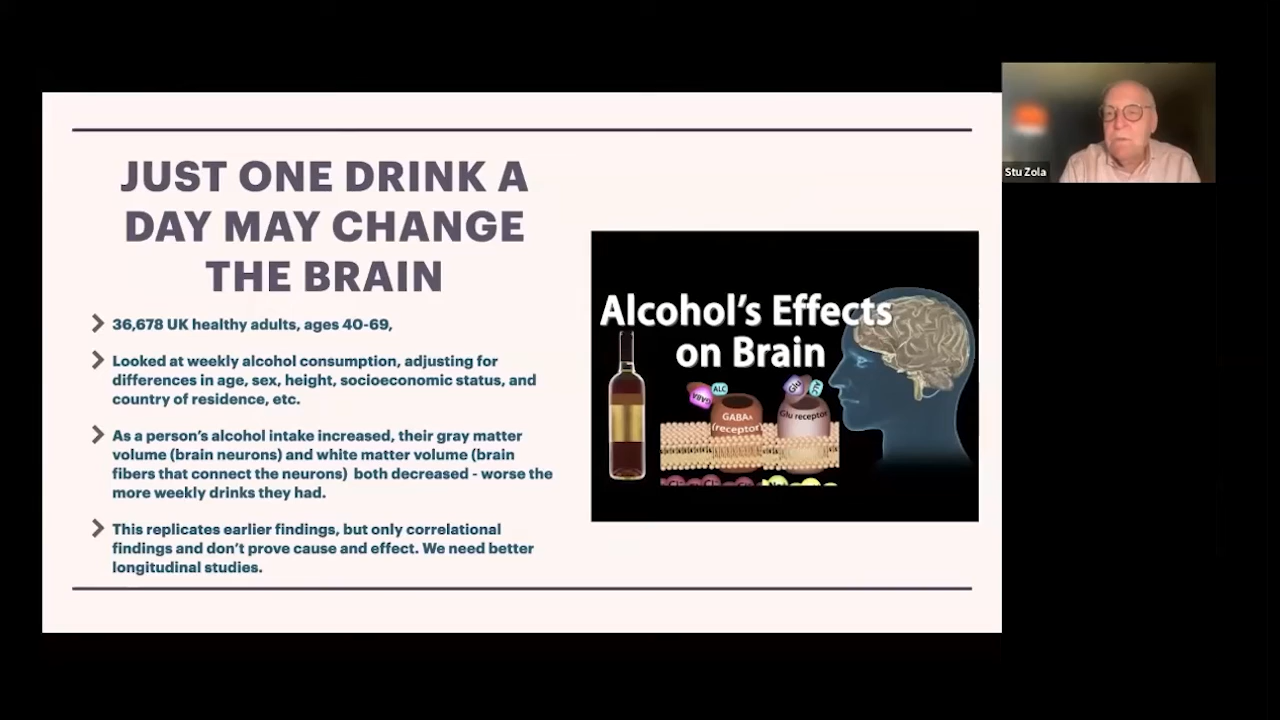 JUST ONE DRINK A
DAY MAY CHANGE
THE BRAIN
36,678 UK healthy adults, ages 40-69,
Looked at weekly alcohol consumption, adjusting for
differences in age, sex, height, socioeconomic status, and
country of residence, etc.
As a person's alcohol intake increased, their gray matter
volume (brain neurons) and white matter volume (brain
fibers that connect the neurons) both decreased - worse the
more weekly drinks they had.
This replicates earlier findings, but only correlational
findings and don't prove cause and effect. We need better
longitudinal studies.
Alcohol's Effects
on Brain
GABA
ALC
Glu
ALC
GABAA
(receptor)
Glu receptor
Stu Zola